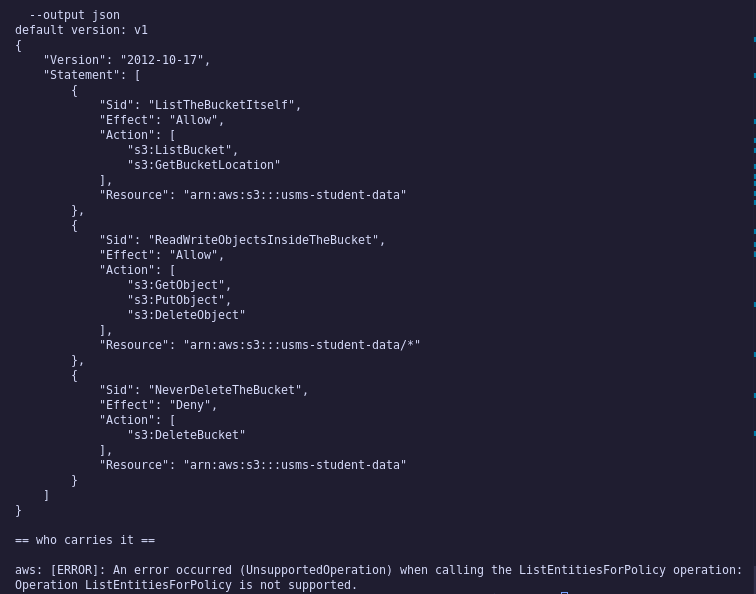 --output json
default version: v1
{
    "Version": "2012-10-17",
    "Statement": [
        {
            "Sid": "ListTheBucketItself",
            "Effect": "Allow",
            "Action": [
                "s3:ListBucket",
                "s3:GetBucketLocation"
            ],
            "Resource": "arn:aws:s3:::usms-student-data"
        },
        {
            "Sid": "ReadWriteObjectsInsideTheBucket",
            "Effect": "Allow",
            "Action": [
                "s3:GetObject",
                "s3:PutObject",
                "s3:DeleteObject"
            ],
            "Resource": "arn:aws:s3:::usms-student-data/*"
        },
        {
            "Sid": "NeverDeleteTheBucket",
            "Effect": "Deny",
            "Action": [
                "s3:DeleteBucket"
            ],
            "Resource": "arn:aws:s3:::usms-student-data"
        }
    ]
}

== who carries it ==

aws: [ERROR]: An error occurred (UnsupportedOperation) when calling the ListEntitiesForPolicy operation:
Operation ListEntitiesForPolicy is not supported.